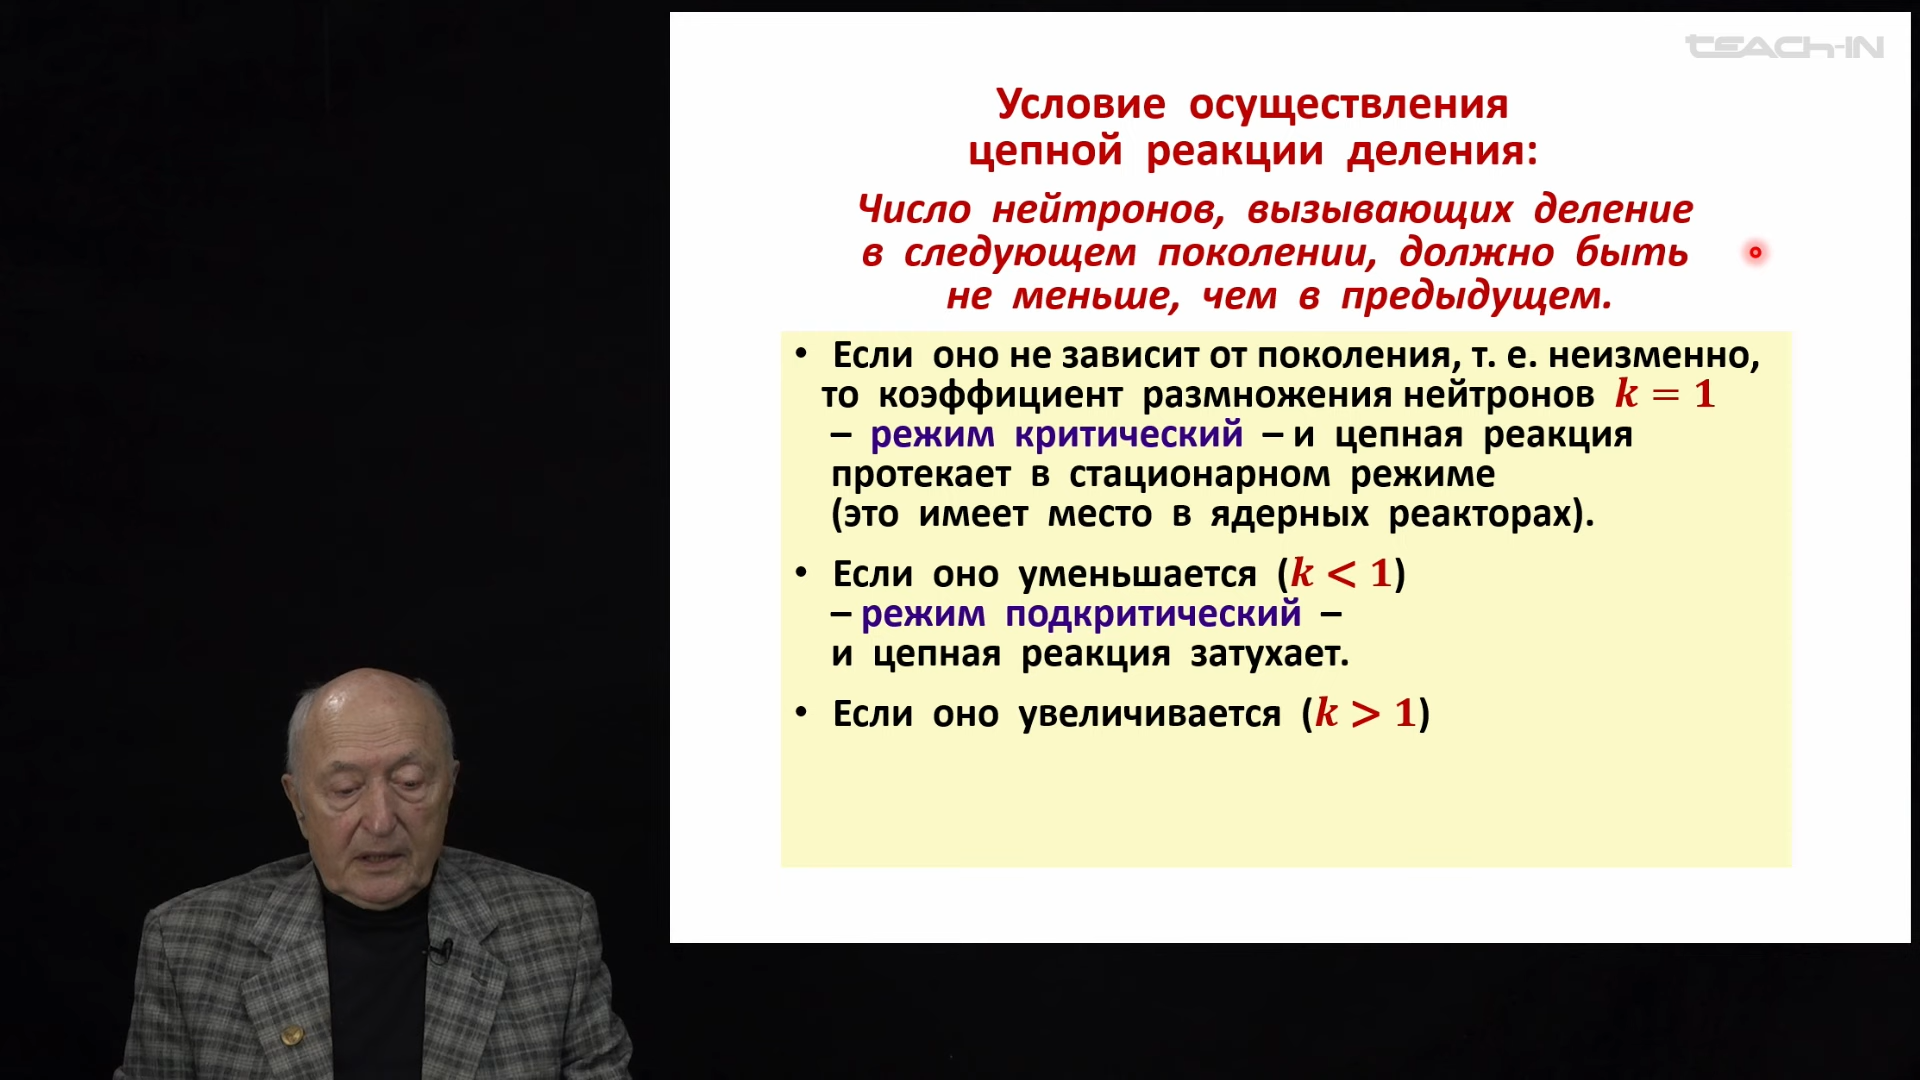 TEACH-IN
Условие осуществления
цепной реакции деления:
Число нейтронов, вызывающих деление
в следующем поколении, должно быть
не меньше, чем в предыдущем.
• Если оно не зависит от поколения, т. е. неизменно,
то коэффициент размножения нейтронов k = 1
– режим критический – и цепная реакция
протекает в стационарном режиме
(это имеет место в ядерных реакторах).
• Если оно уменьшается (k < 1)
– режим подкритический –
и цепная реакция затухает.
• Если оно увеличивается (k > 1)